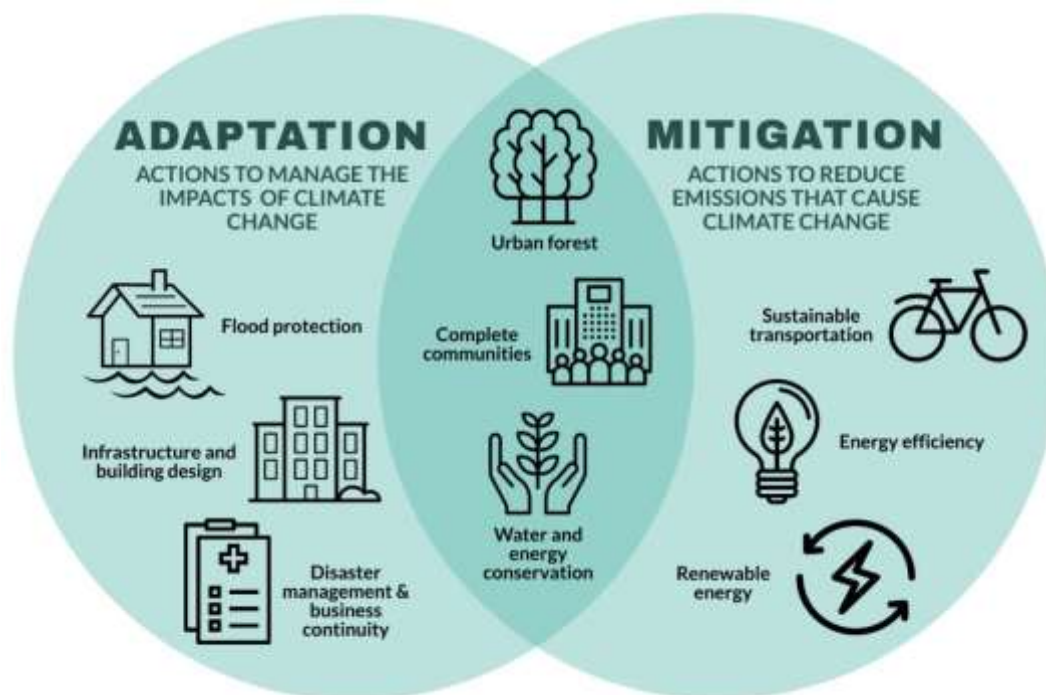 ADAPTATION
ACTIONS TO MANAGE THE
IMPACTS OF CLIMATE
CHANGE
Flood protection
Infrastructure and
building design
Disaster
management &
business
continuity
Urban forest
Complete
communities
Water and
energy
conservation
MITIGATION
ACTIONS TO REDUCE
EMISSIONS THAT CAUSE
CLIMATE CHANGE
Sustainable
transportation
Energy efficiency
Renewable
energy